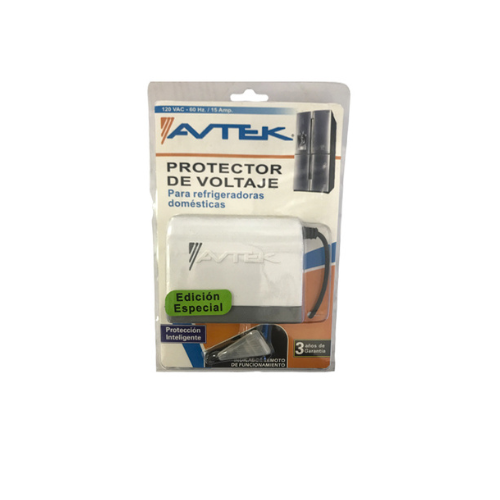 120 VAC - 60 Hz. / 15 Amp.
AVTEK
PROTECTOR
DE VOLTAJE
Para refrigeradoras
domésticas
AVTEK
Edición
Especial
Protección
Inteligente
DE FUNCIONAMIENTO
3 años de
Garantía